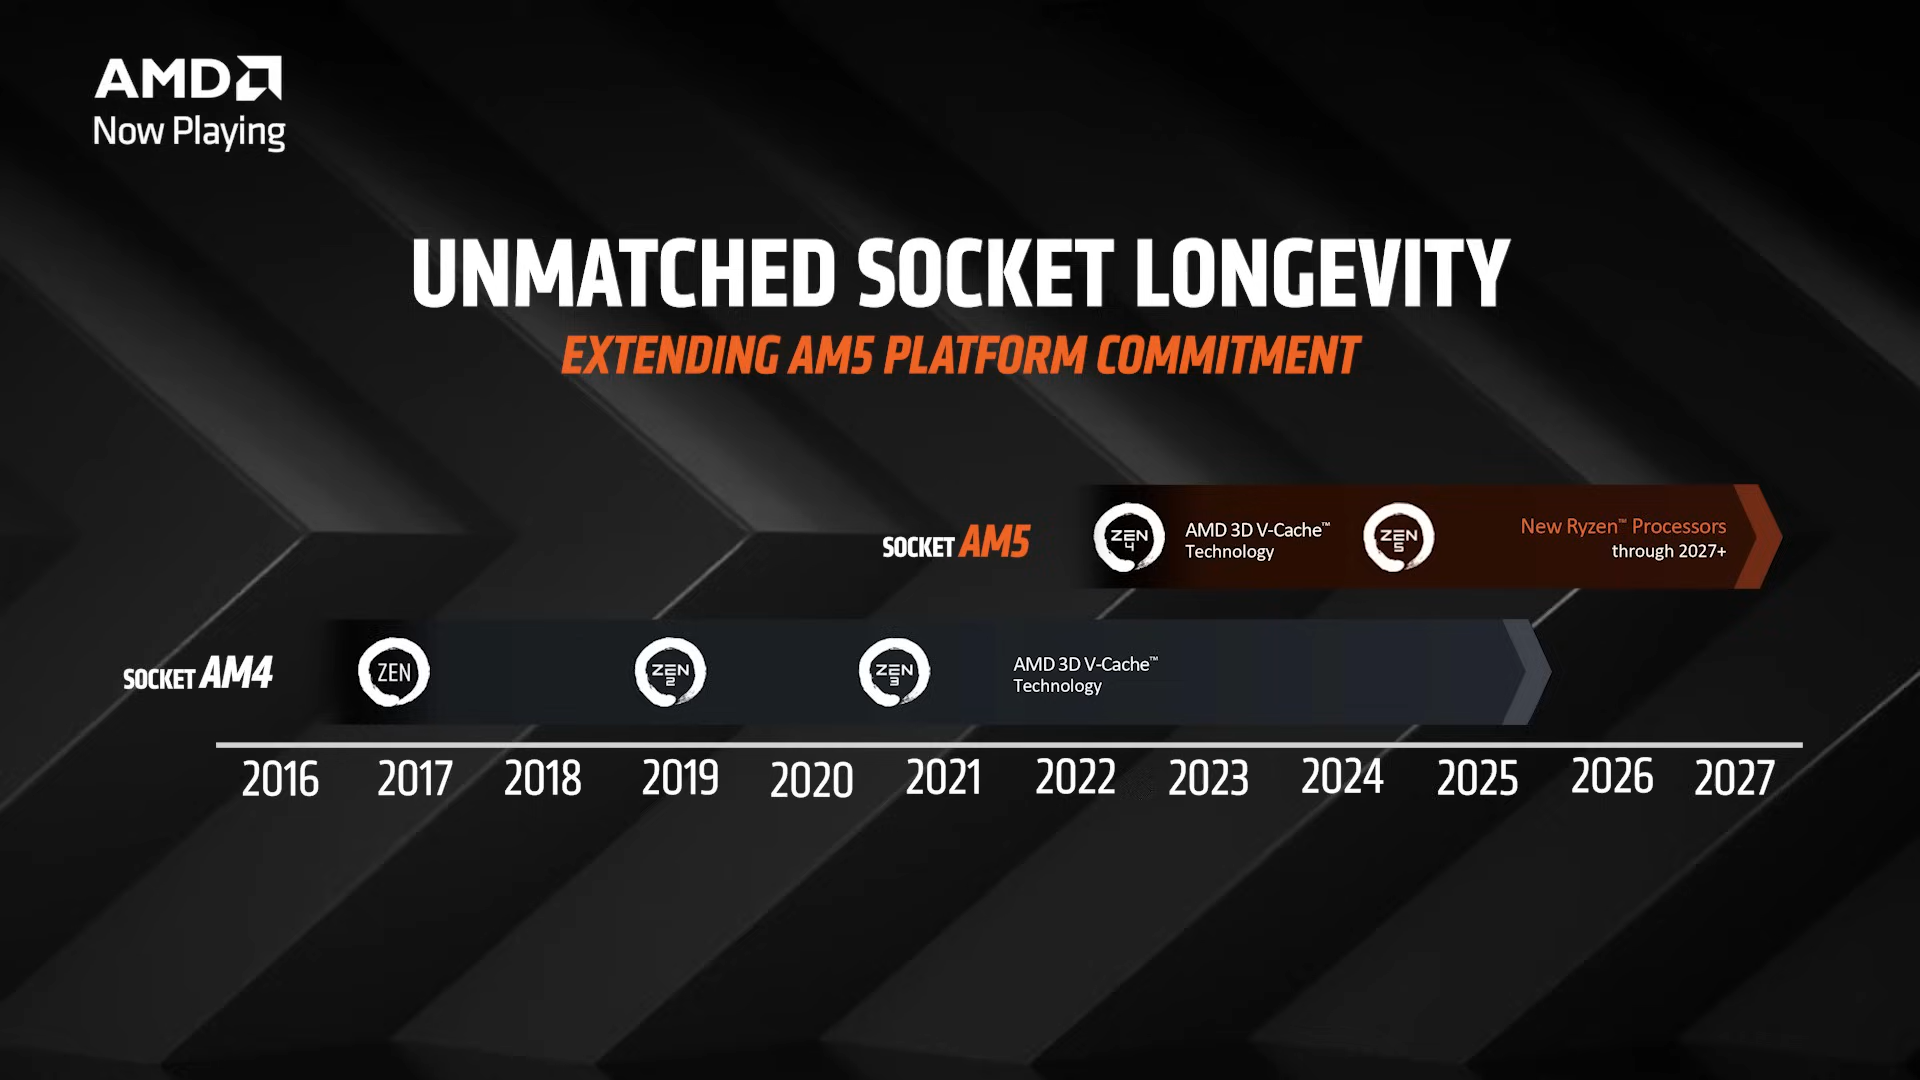 AMD
Now Playing
UNMATCHED SOCKET LONGEVITY
EXTENDING AM5 PLATFORM COMMITMENT
SOCKET AM5
ZEN 4
AMD 3D V-Cache™
Technology
ZEN 5
New Ryzen™ Processors
through 2027+
SOCKET AM4
ZEN
ZEN 2
ZEN 3
AMD 3D V-Cache™
Technology
2016 2017 2018 2019 2020 2021 2022 2023 2024 2025 2026 2027